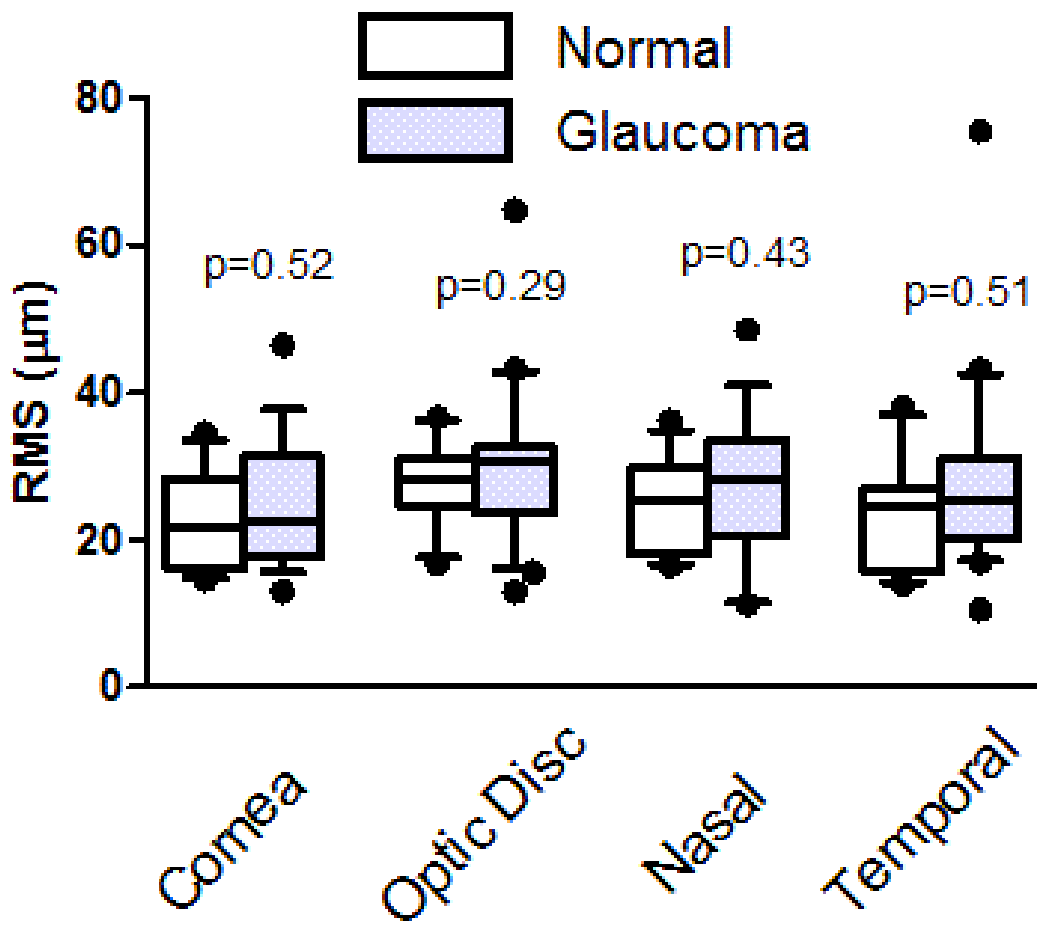 Normal
Glaucoma
80
60
40
20
0
RMS (µm)
p=0.52
p=0.29
p=0.43
p=0.51
Cornea
Optic Disc
Nasal
Temporal